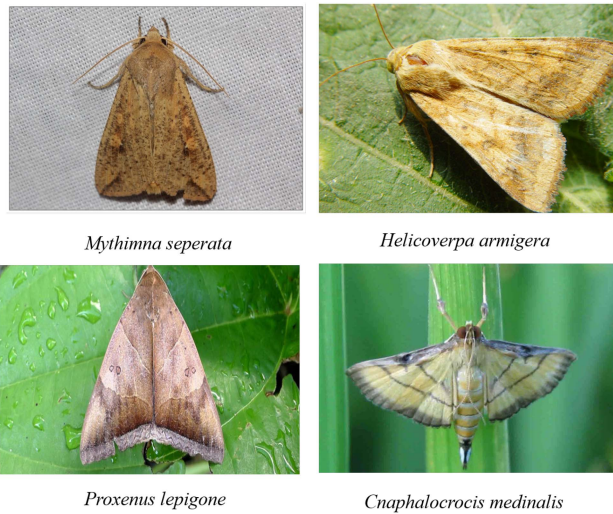 Mythimna seperata
Helicoverpa armigera
Proxenus lepigone
Cnaphalocrocis medinalis